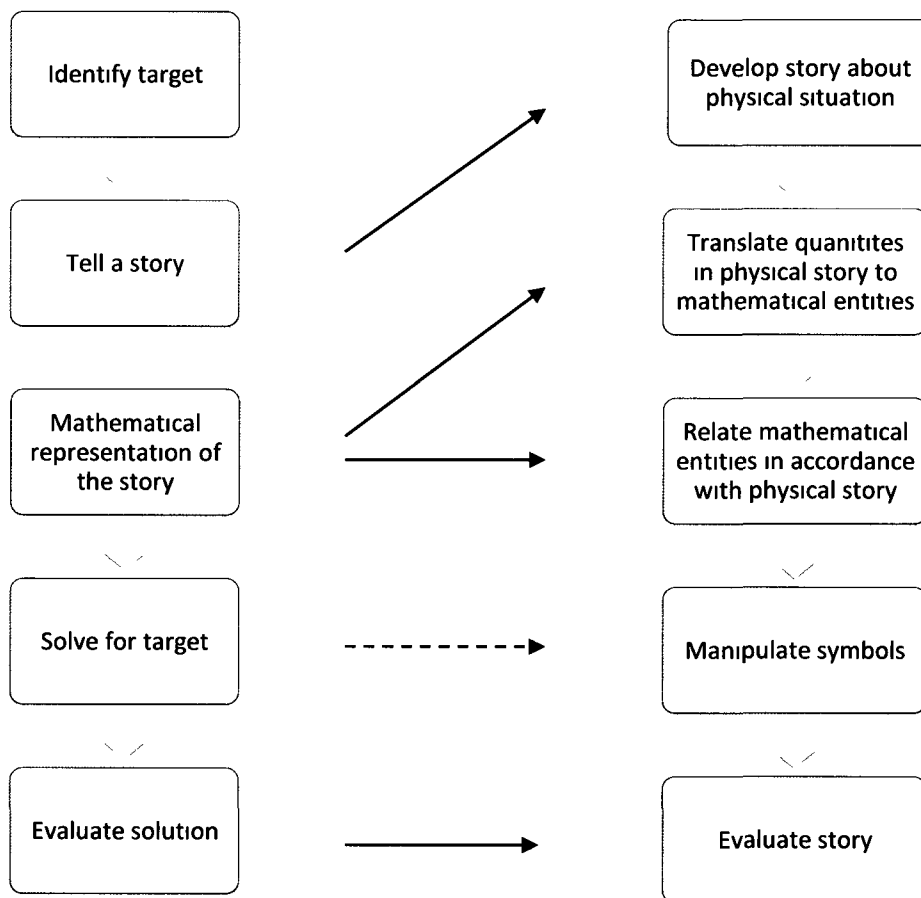 Identify target
Develop story about
physical situation
Tell a story
Translate quanitites
in physical story to
mathematical entities
Mathematical
representation of
the story
Relate mathematical
entities in accordance
with physical story
Solve for target
Manipulate symbols
Evaluate solution
Evaluate story